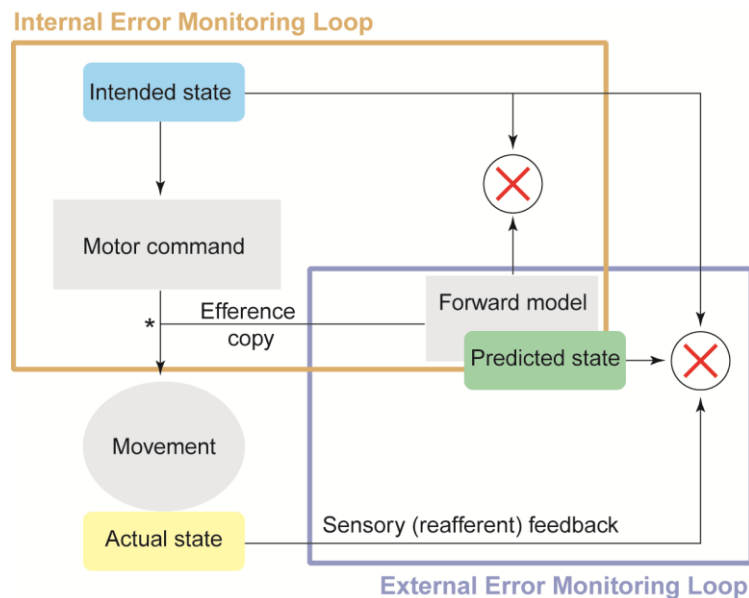 Internal Error Monitoring Loop
Intended state
Motor command
*
Efference
copy
Forward model
Predicted state
Movement
Actual state
Sensory (reafferent) feedback
External Error Monitoring Loop